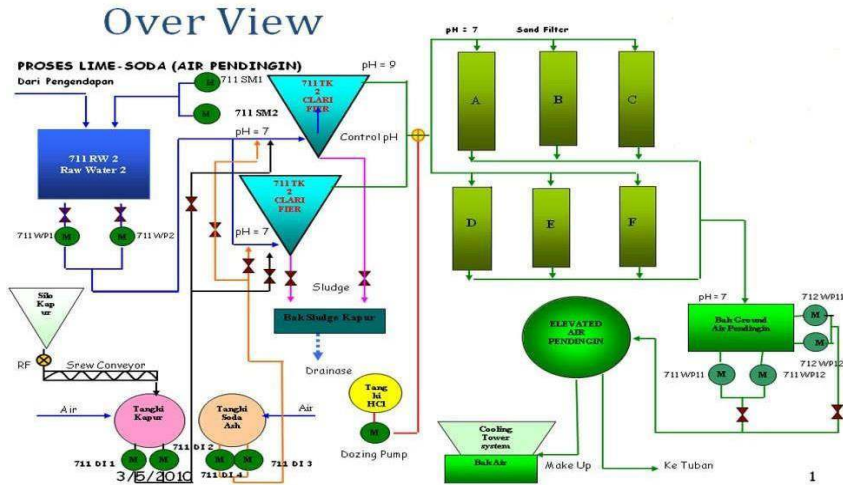 Over View
PROSES LIME-SODA (AIR PENDINGIN)
Dari Pengendapan
M
711 SM1
M
711 SM2
711 RW 2
Raw Water 2
M
711 WP1
M
711 WP2
pH = 7
711 TK
2
CLARI
FIER
pH = 9
Control pH
711 TK
2
CLARI
FIER
pH = 7
Sludge
Bak Sludge Kapur
Drainase
Silo
Kap
ur
RF
Srew Conveyor
Air
Tangki
Kapur
Tangki
Soda
Ash
Air
M
M
M
M
711 DI 1
711 DI 2
711 DI 4
711 DI 3
3/5/2010
Tang
ki
HCl
M
Dozing Pump
pH = 7
Sand Filter
A
B
C
D
E
F
pH = 7
Bak Ground
Air Pendingin
712 WP11
M
M
712 WP12
711 WP11
M
M
711 WP12
ELEVATED
AIR
PENDINGIN
Cooling
Tower
system
Bak Air
Make Up
Ke Tuban
1